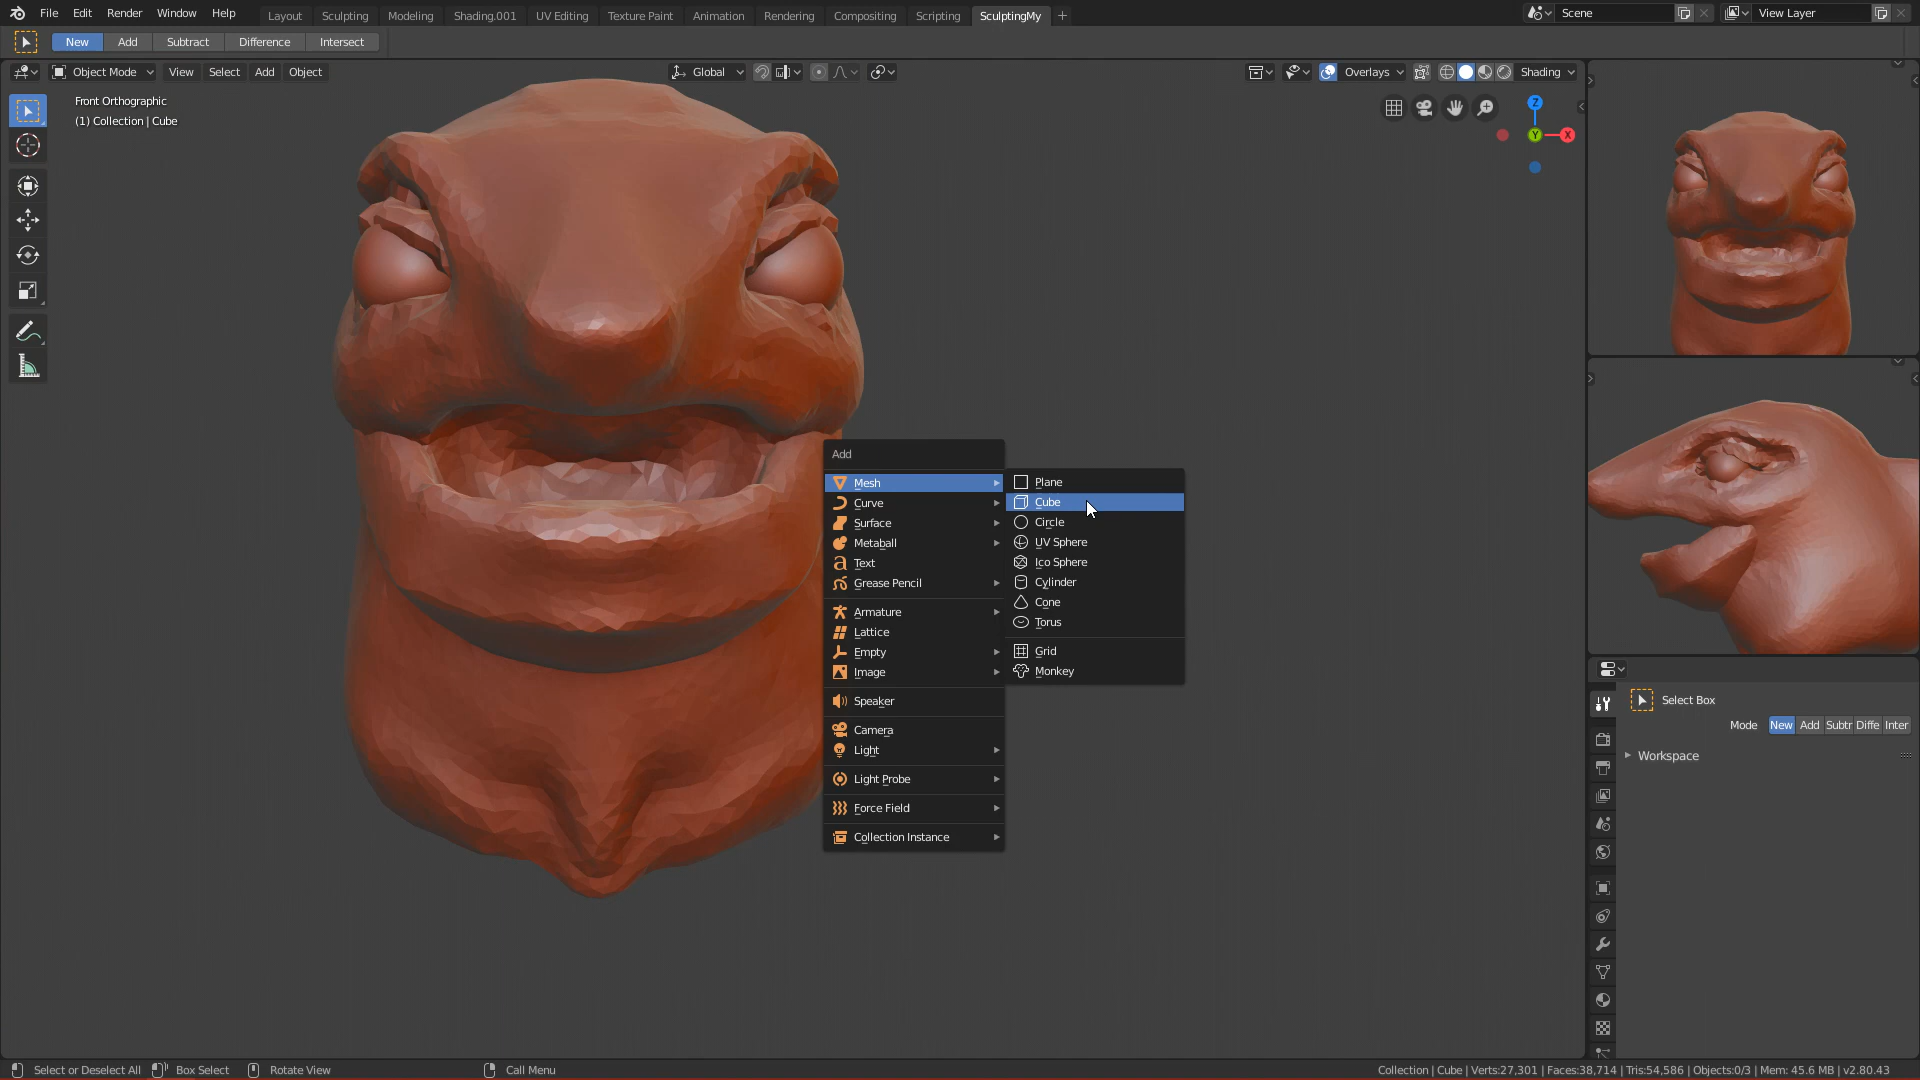 File Edit Render Window Help Layout Sculpting Modeling Shading.001 UV Editing Texture Paint Animation Rendering Compositing Scripting SculptingMy + Scene View Layer
New Add Subtract Difference Intersect
Object Mode View Select Add Object Global Overlays Shading
Front Orthographic
(1) Collection | Cube
Z
Y X
Add
Mesh
Curve
Surface
Metaball
Text
Grease Pencil
Armature
Lattice
Empty
Image
Speaker
Camera
Light
Light Probe
Force Field
Collection Instance
Plane
Cube
Circle
UV Sphere
Ico Sphere
Cylinder
Cone
Torus
Grid
Monkey
Select Box
Mode New Add Subtr Diffe Inter
Workspace
Select or Deselect All Box Select Rotate View Call Menu Collection | Cube | Verts:27,301 | Faces:38,714 | Tris:54,586 | Objects:0/3 | Mem: 45.6 MB | v2.80.43